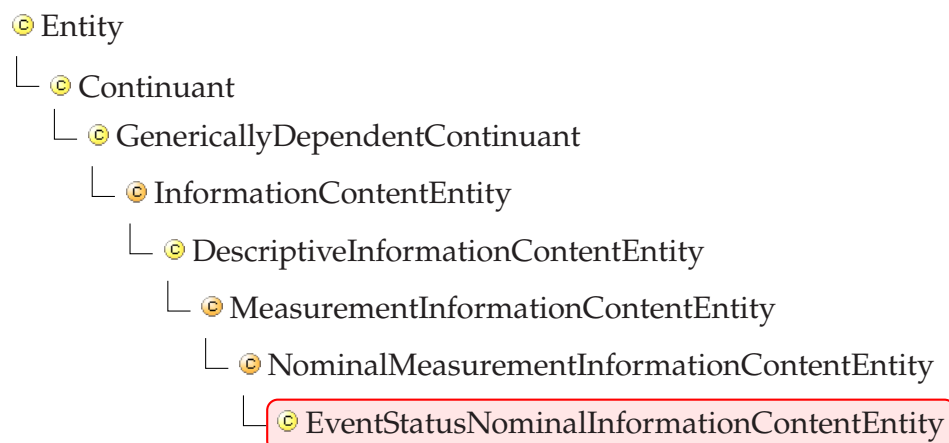 Entity
Continuant
GenericallyDependentContinuant
InformationContentEntity
DescriptiveInformationContentEntity
MeasurementInformationContentEntity
NominalMeasurementInformationContentEntity
EventStatusNominalInformationContentEntity